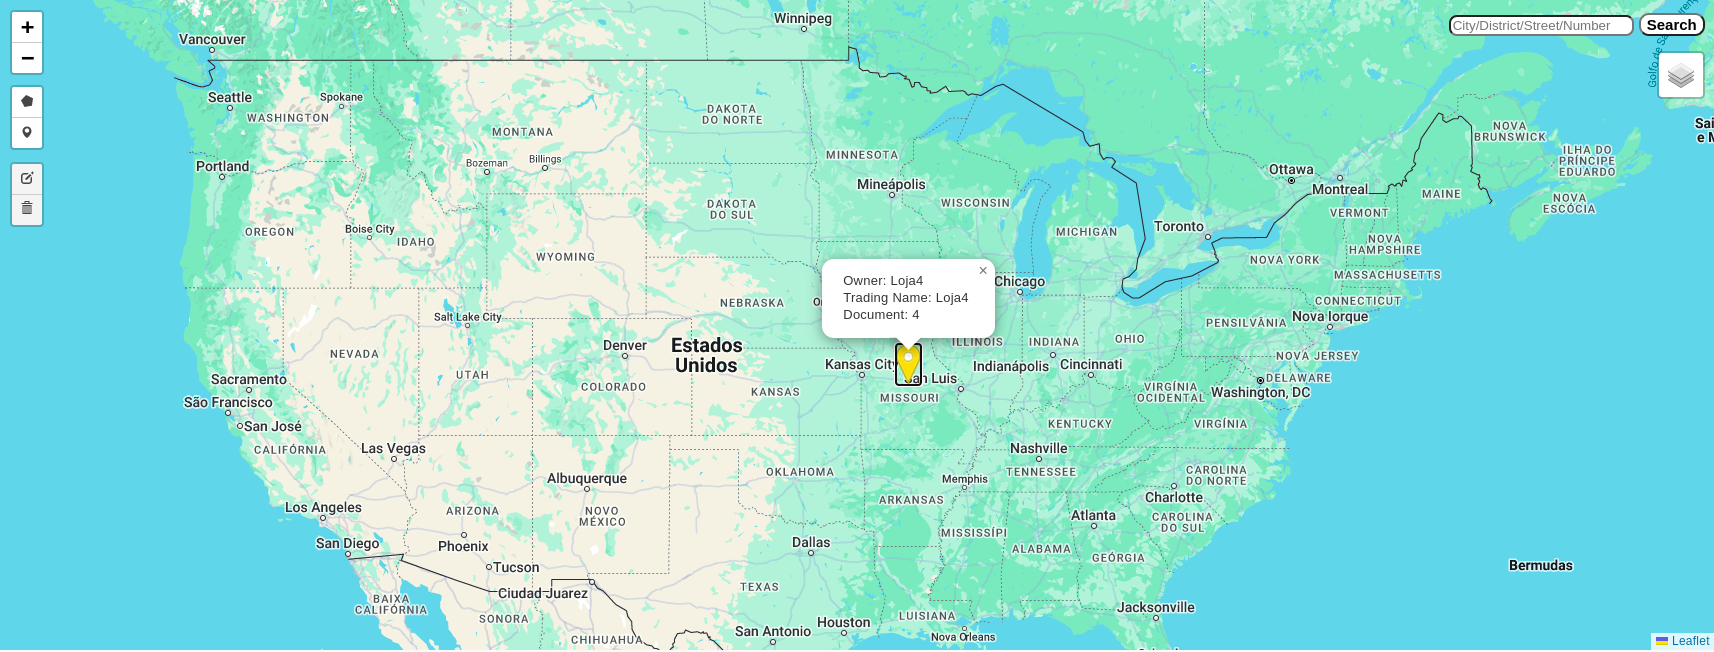 +
−
City/District/Street/Number
Search
Winnipeg
Vancouver
Seattle
Spokane
WASHINGTON
MONTANA
Bozeman
Billings
Portland
OREGON
Boise City
IDAHO
WYOMING
DAKOTA
DO NORTE
DAKOTA
DO SUL
MINNESOTA
Mineápolis
WISCONSIN
MICHIGAN
Ottawa
Montreal
Toronto
VERMONT
MAINE
NOVA
BRUNSWICK
ILHA DO
PRÍNCIPE
EDUARDO
NOVA
ESCÓCIA
NOVA
HAMPSHIRE
NOVA YORK
MASSACHUSETTS
CONNECTICUT
Nova Iorque
PENSILVÂNIA
NOVA JERSEY
DELAWARE
Washington, DC
Owner: Loja4
Trading Name: Loja4
Document: 4
×
Chicago
NEBRASKA
Salt Lake City
NEVADA
UTAH
Denver
COLORADO
Estados
Unidos
Kansas City
KANSAS
San Luis
MISSOURI
ILLINOIS
INDIANA
OHIO
Indianápolis
Cincinnati
VIRGÍNIA
OCIDENTAL
VIRGÍNIA
KENTUCKY
Sacramento
São Francisco
San José
CALIFÓRNIA
Las Vegas
Los Angeles
San Diego
ARIZONA
Phoenix
Tucson
Albuquerque
NOVO
MÉXICO
OKLAHOMA
Nashville
TENNESSEE
Memphis
ARKANSAS
MISSISSÍPI
ALABAMA
GEÓRGIA
Atlanta
Charlotte
CAROLINA
DO NORTE
CAROLINA
DO SUL
Dallas
TEXAS
LUISIANA
Houston
San Antonio
Nova Orleans
Jacksonville
Ciudad Juarez
BAIXA
CALIFÓRNIA
SONORA
CHIHUAHUA
Bermudas
Leaflet